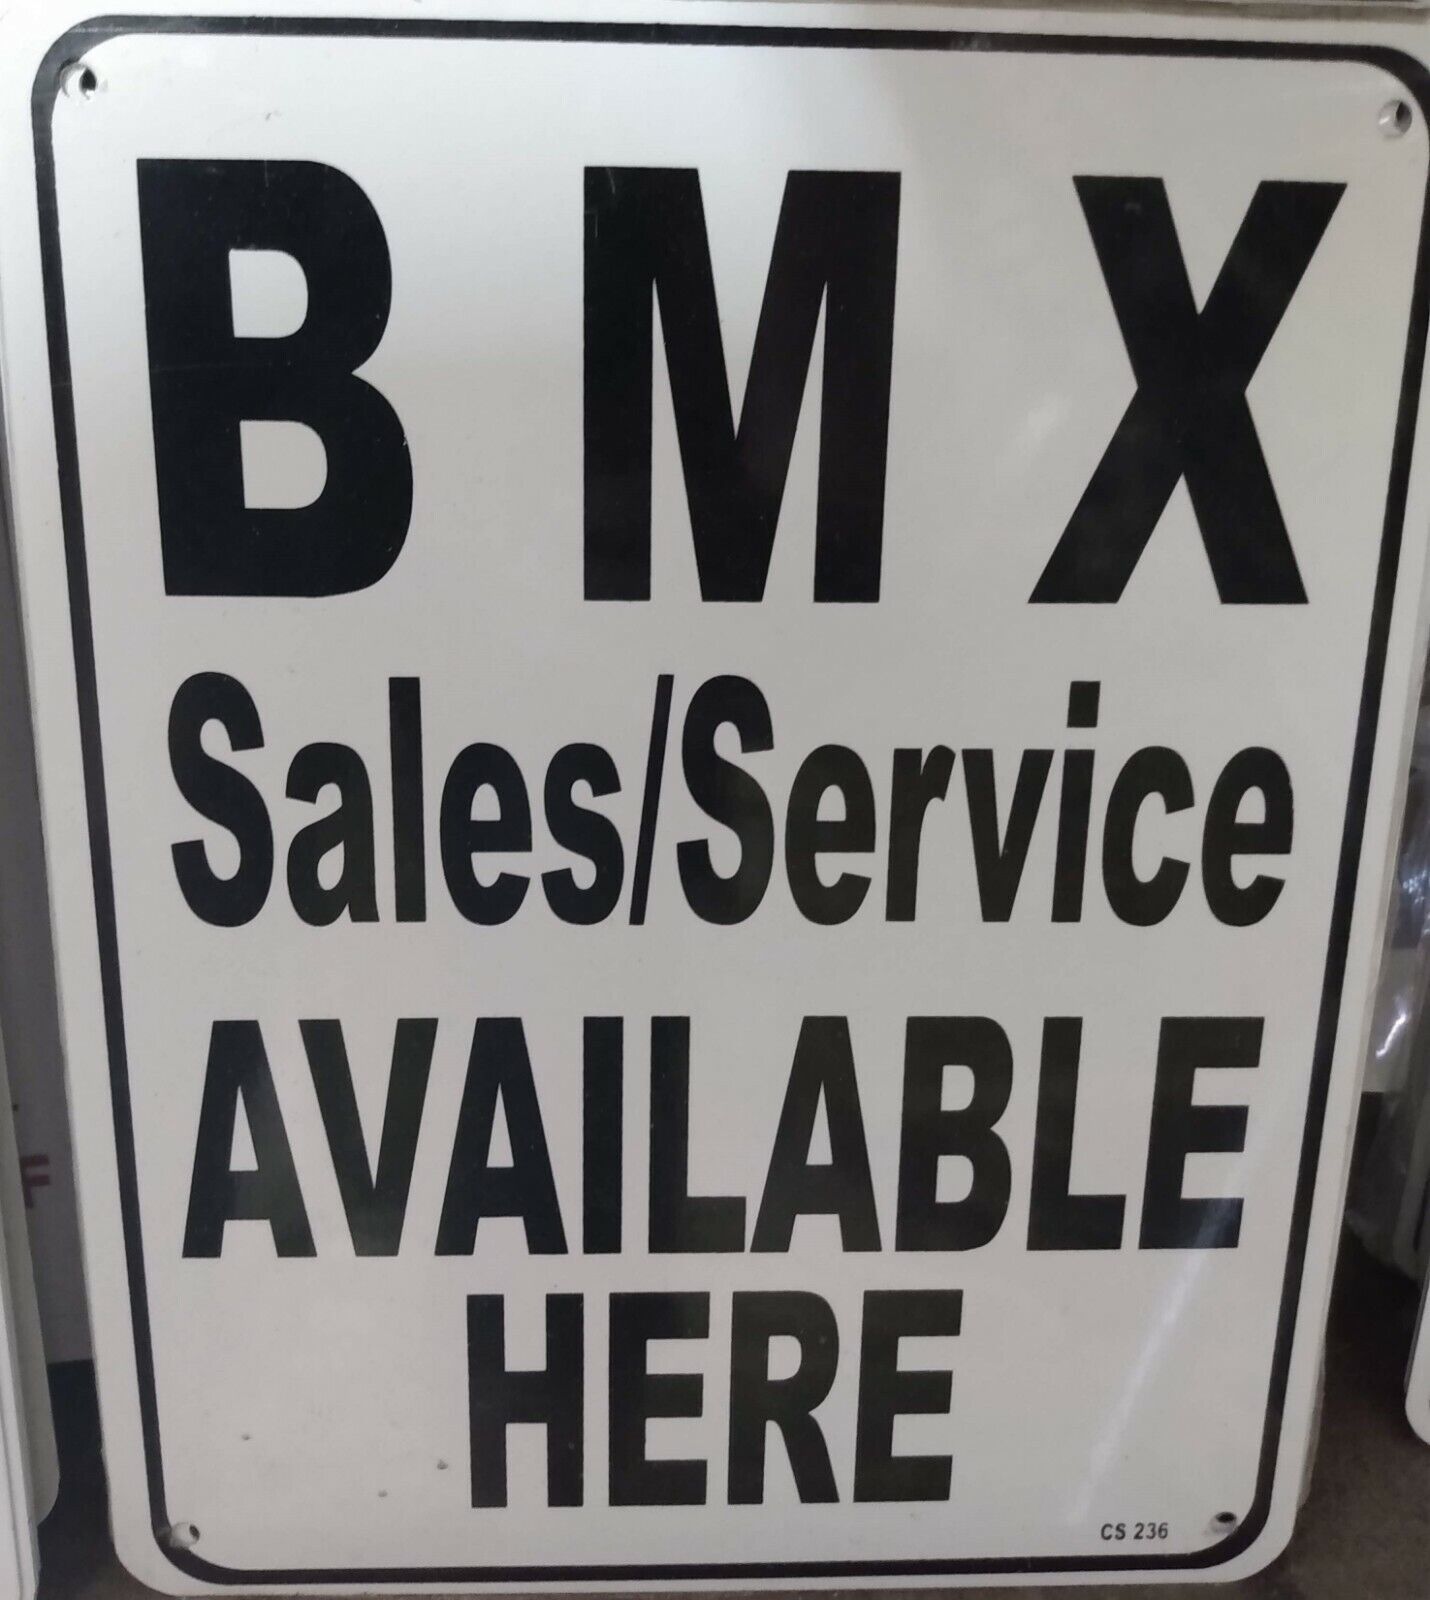 B M X
Sales/Service
AVAILABLE
HERE
CS 236